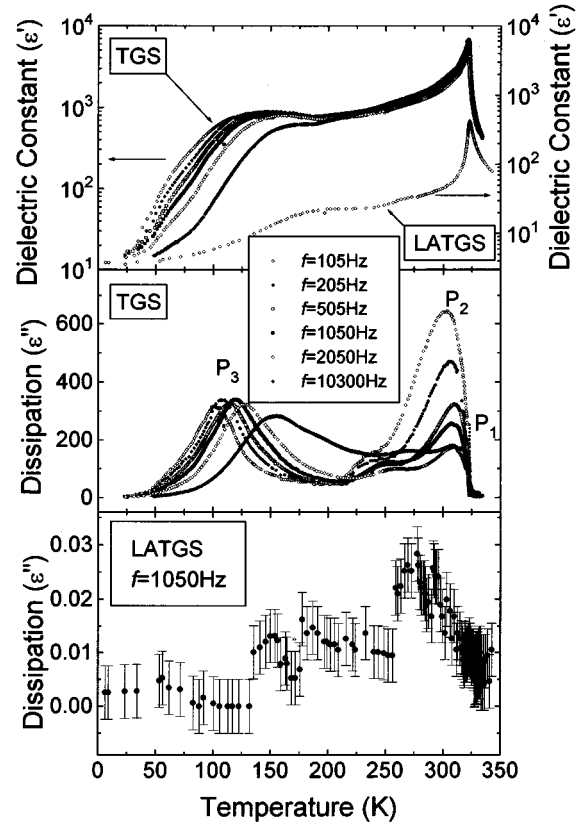 10⁴
10³
10²
10¹
Dielectric Constant (ε')
TGS
LATGS
10⁴
10³
10²
10¹
Dielectric Constant (ε')
600
400
200
0
Dissipation (ε")
TGS
P₃
P₂
P₁
f=105Hz
f=205Hz
f=505Hz
f=1050Hz
f=2050Hz
f=10300Hz
0.03
0.02
0.01
0.00
Dissipation (ε")
LATGS
f=1050Hz
0 50 100 150 200 250 300 350
Temperature (K)